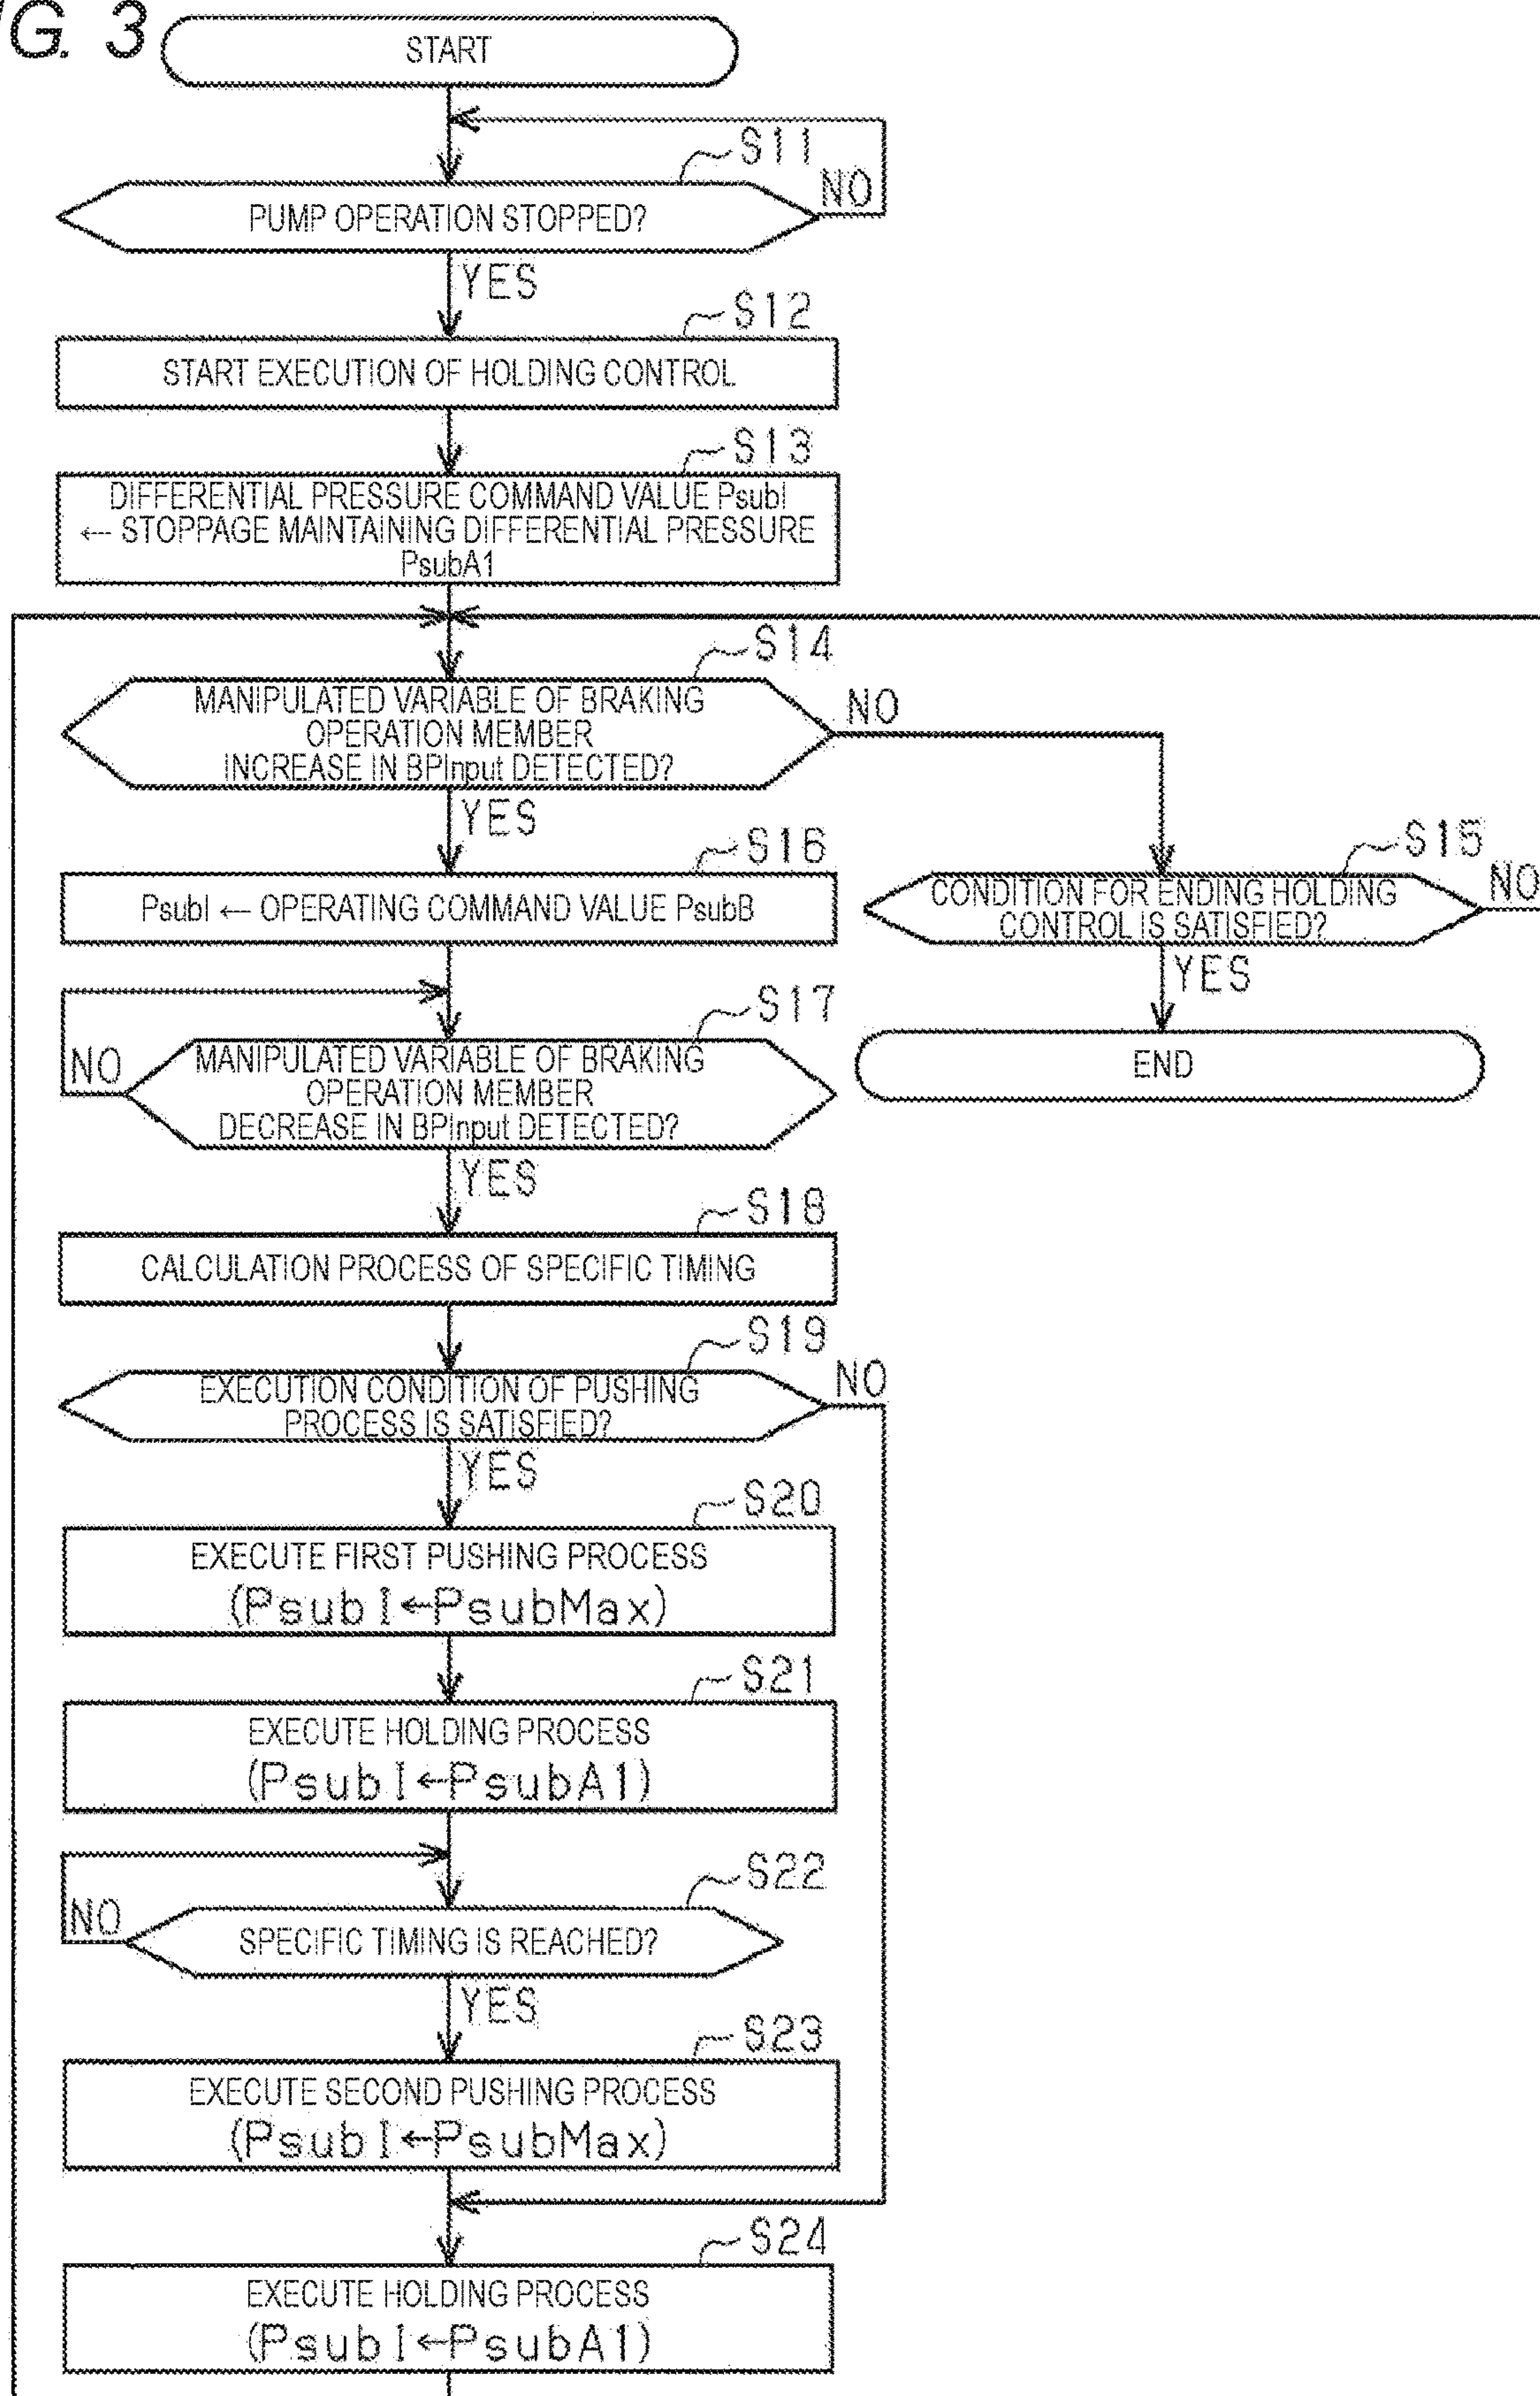 IG. 3
START
S11
NO
PUMP OPERATION STOPPED?
YES
S12
START EXECUTION OF HOLDING CONTROL
S13
DIFFERENTIAL PRESSURE COMMAND VALUE PsubI
← STOPPAGE MAINTAINING DIFFERENTIAL PRESSURE
PsubA1
S14
MANIPULATED VARIABLE OF BRAKING
OPERATION MEMBER
INCREASE IN BPInput DETECTED?
NO
YES
S16
PsubI ← OPERATING COMMAND VALUE PsubB
S15
CONDITION FOR ENDING HOLDING
CONTROL IS SATISFIED?
NO
YES
END
S17
NO
MANIPULATED VARIABLE OF BRAKING
OPERATION MEMBER
DECREASE IN BPInput DETECTED?
YES
S18
CALCULATION PROCESS OF SPECIFIC TIMING
S19
NO
EXECUTION CONDITION OF PUSHING
PROCESS IS SATISFIED?
YES
S20
EXECUTE FIRST PUSHING PROCESS
(PsubI←PsubMax)
S21
EXECUTE HOLDING PROCESS
(PsubI←PsubA1)
S22
NO
SPECIFIC TIMING IS REACHED?
YES
S23
EXECUTE SECOND PUSHING PROCESS
(PsubI←PsubMax)
S24
EXECUTE HOLDING PROCESS
(PsubI←PsubA1)